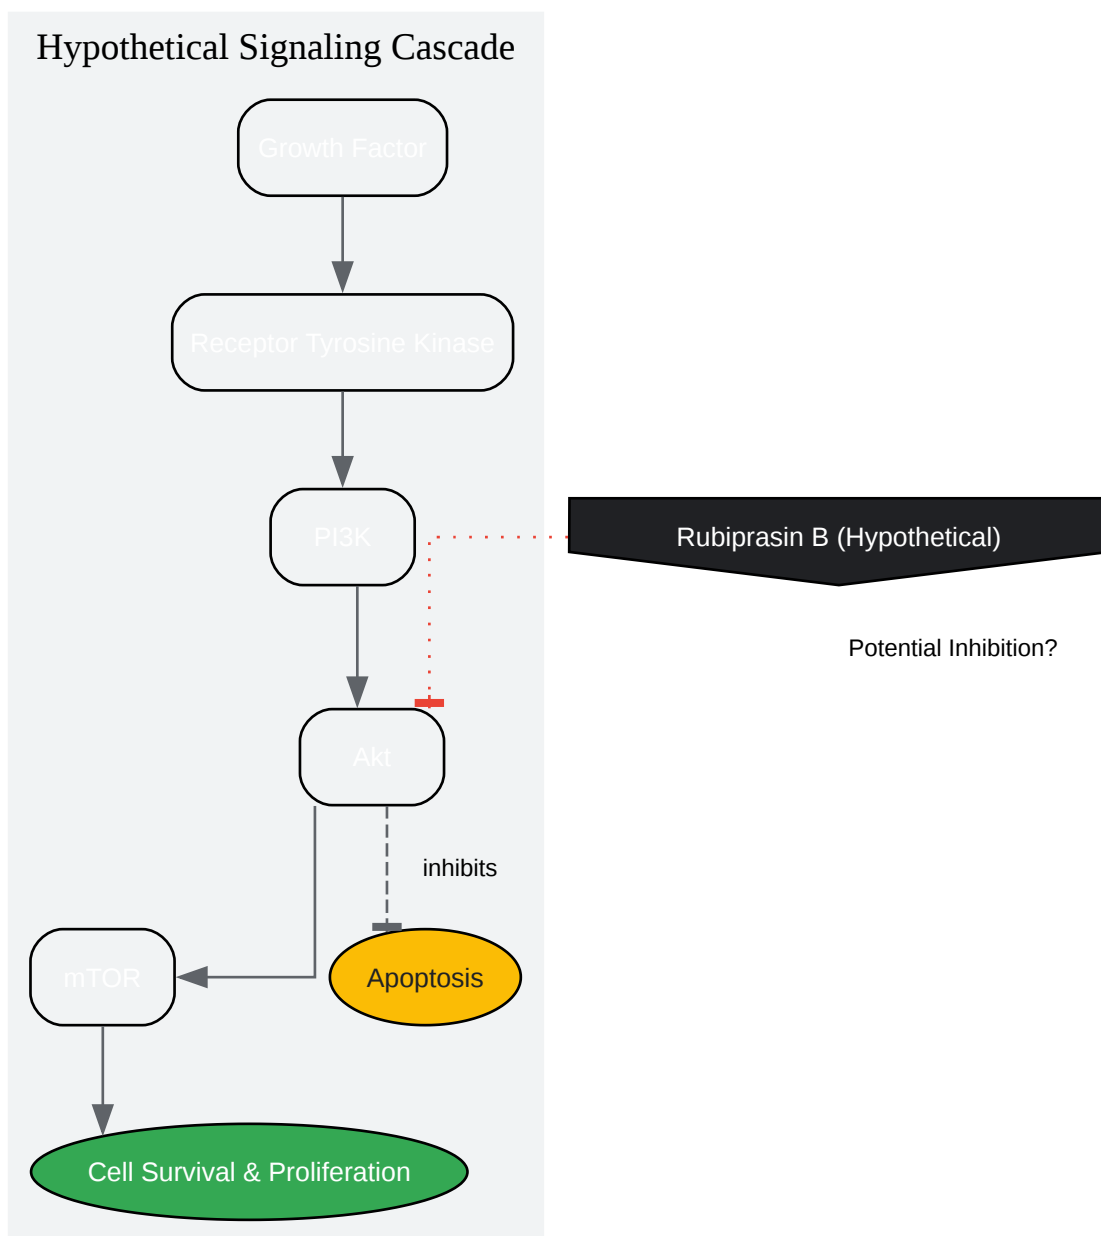 Hypothetical Signaling Cascade
Growth Factor
Receptor Tyrosine Kinase
PI3K
Rubiprasin B (Hypothetical)
Potential Inhibition?
Akt
inhibits
mTOR
Apoptosis
Cell Survival & Proliferation